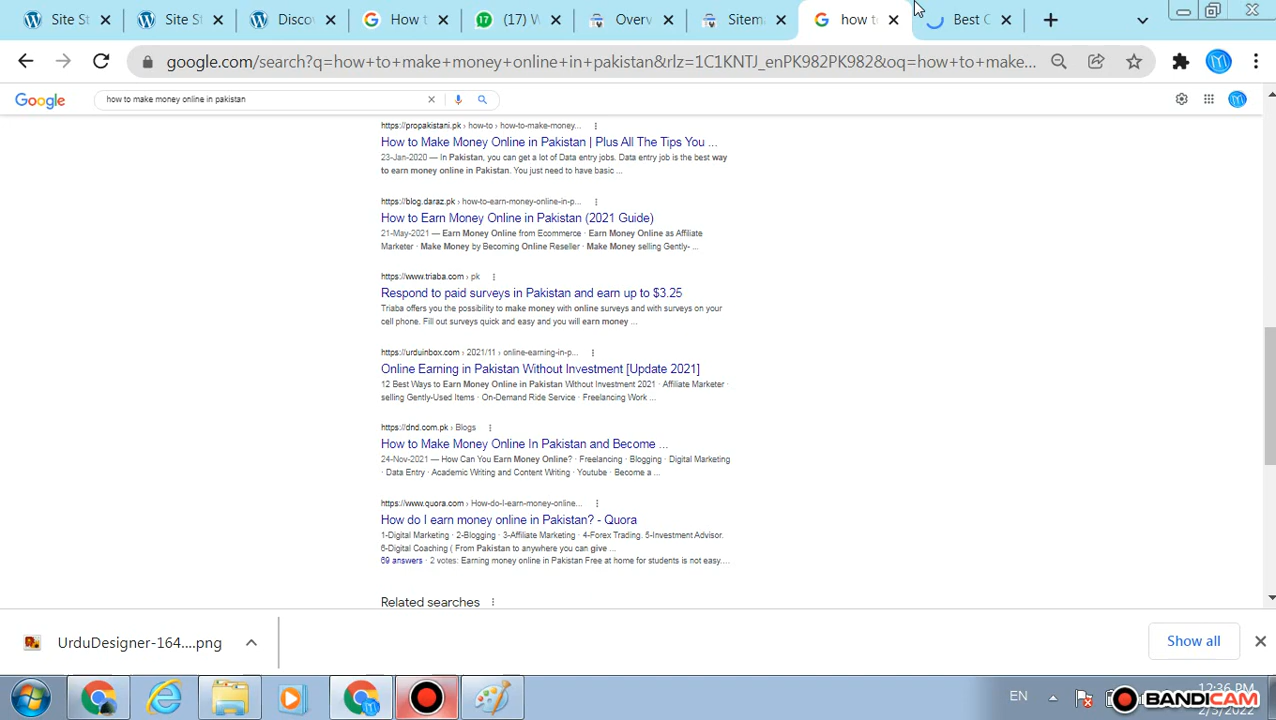 Site St
Site St
Discov
How t
(17) W
Overv
Sitem
how to
Best C
google.com/search?q=how+to+make+money+online+in+pakistan&rlz=1C1KNTJ_enPK982PK982&oq=how+to+make...
Google
how to make money online in pakistan
https://propakistani.pk › how-to › how-to-make-money...
How to Make Money Online in Pakistan | Plus All The Tips You ...
23-Jan-2020 — In Pakistan, you can get a lot of Data entry jobs. Data entry job is the best way
to earn money online in Pakistan. You just need to have basic ...
https://blog.daraz.pk › how-to-earn-money-online-in-p...
How to Earn Money Online in Pakistan (2021 Guide)
21-May-2021 — Earn Money Online from Ecommerce · Earn Money Online as Affiliate
Marketer · Make Money by Becoming Online Reseller · Make Money selling Gently- ...
https://www.triaba.com › pk
Respond to paid surveys in Pakistan and earn up to $3.25
Triaba offers you the possibility to make money with online surveys and with surveys on your
cell phone. Fill out surveys quick and easy and you will earn money ...
https://urduinbox.com › 2021/11 › online-earning-in-p...
Online Earning in Pakistan Without Investment [Update 2021]
12 Best Ways to Earn Money Online in Pakistan Without Investment 2021 · Affiliate Marketer ·
selling Gently-Used Items · On-Demand Ride Service · Freelancing Work ...
https://dnd.com.pk › Blogs
How to Make Money Online In Pakistan and Become ...
24-Nov-2021 — How Can You Earn Money Online? · Freelancing · Blogging · Digital Marketing
· Data Entry · Academic Writing and Content Writing · Youtube · Become a ...
https://www.quora.com › How-do-I-earn-money-online...
How do I earn money online in Pakistan? - Quora
1-Digital Marketing · 2-Blogging · 3-Affiliate Marketing · 4-Forex Trading. 5-Investment Advisor.
6-Digital Coaching ( From Pakistan to anywhere you can give ...
69 answers · 2 votes: Earning money online in Pakistan Free at home for students is not easy....
Related searches
UrduDesigner-164....png
Show all
EN
12:36 PM
2/5/2022
BANDICAM